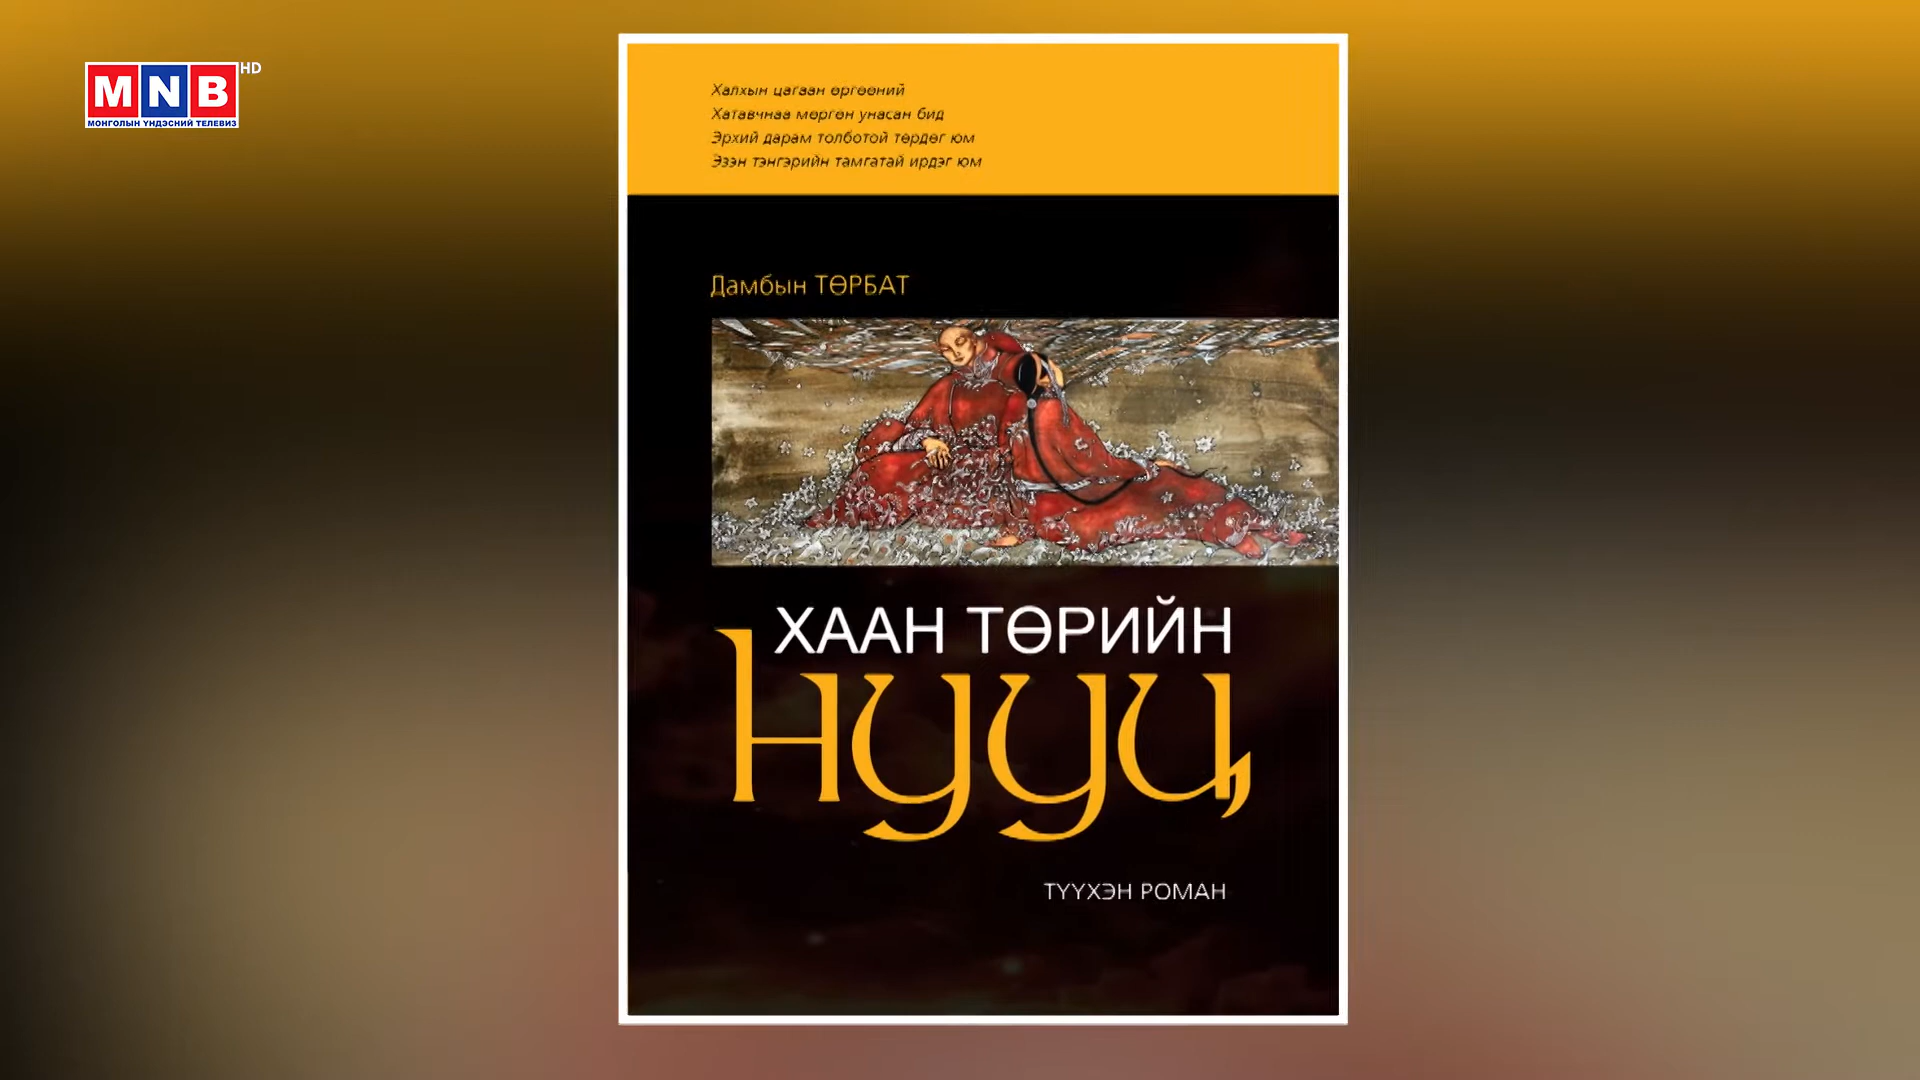 MNB HD
МОНГОЛЫН ҮНДЭСНИЙ ТЕЛЕВИЗ
Халхын цагаан өргөөний
Хатавчнаа мөргөн унасан бид
Эрхий дарам толботой төрдөг юм
Эзэн тэнгэрийн тамгатай ирдэг юм
Дамбын ТӨРБАТ
ХААН ТӨРИЙН
нууц
ТҮҮХЭН РОМАН